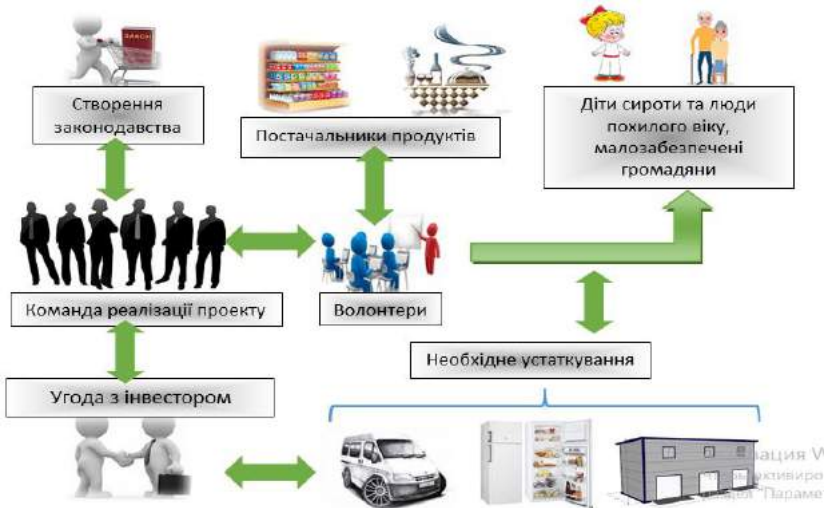 ЗАКОН
Створення
законодавства
Постачальники продуктів
Діти сироти та люди
похилого віку,
малозабезпечені
громадяни
Команда реалізації проекту
Волонтери
Необхідне устаткування
Угода з інвестором